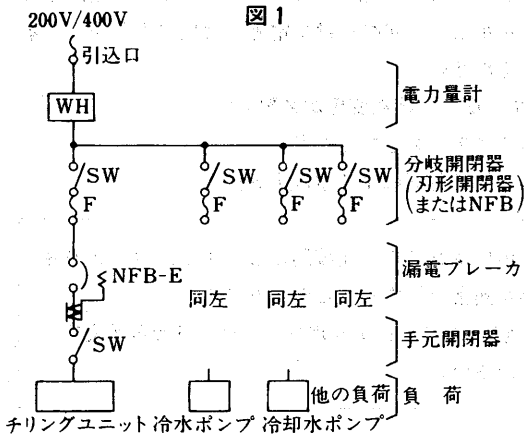 図1
200V/400V
引込口
WH
電力量計
SW SW SW SW
F F F F
分岐開閉器
(刃形開閉器
またはNFB)
NFB-E
漏電ブレーカ
同左 同左 同左
SW
手元開閉器
他の負荷
負 荷
チリングユニット 冷水ポンプ 冷却水ポンプ